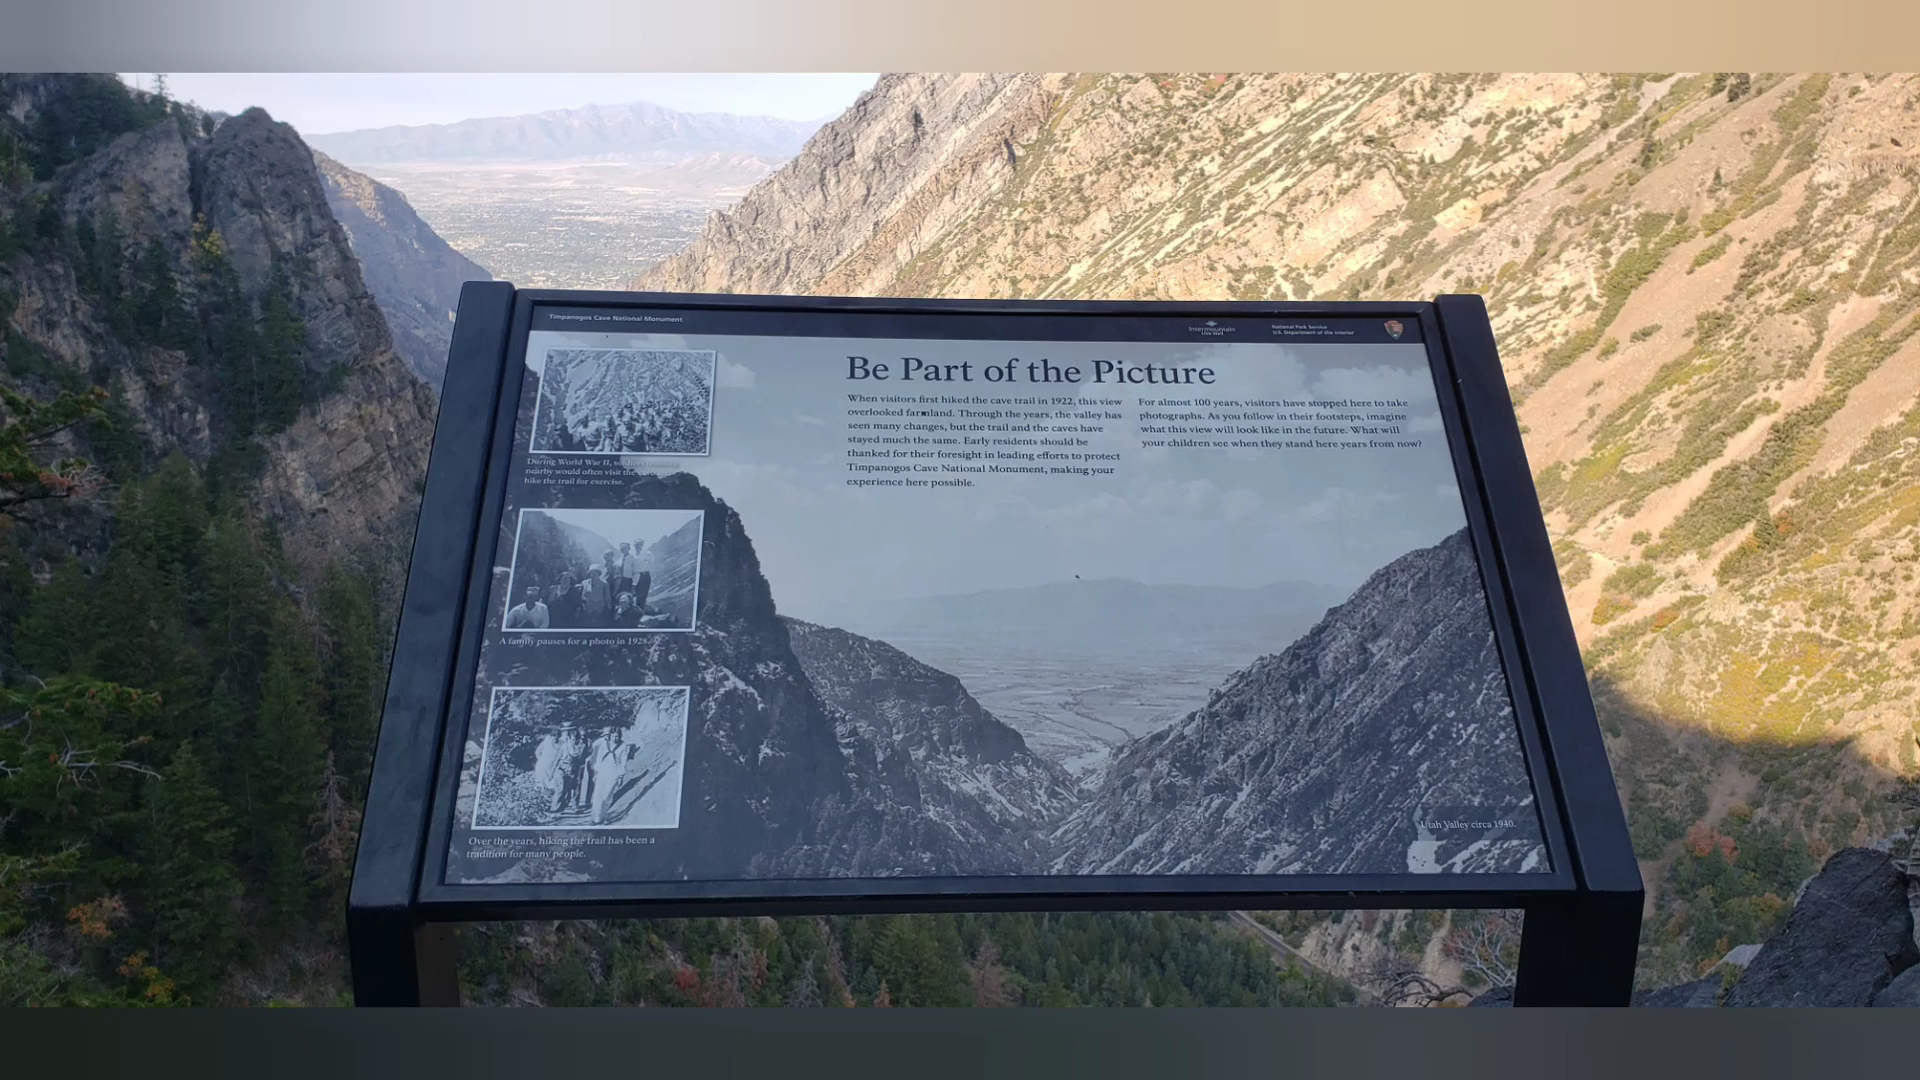 Timpanogos Cave National Monument
Intermountain
Live Well
National Park Service
U.S. Department of the Interior
Be Part of the Picture
When visitors first hiked the cave trail in 1922, this view
overlooked farmland. Through the years, the valley has
seen many changes, but the trail and the caves have
stayed much the same. Early residents should be
thanked for their foresight in leading efforts to protect
Timpanogos Cave National Monument, making your
experience here possible.
For almost 100 years, visitors have stopped here to take
photographs. As you follow in their footsteps, imagine
what this view will look like in the future. What will
your children see when they stand here years from now?
During World War II, soldiers
nearby would often visit the
hike the trail for exercise.
A family pauses for a photo in
Over the years, hiking the trail has been a
tradition for many people.
Utah Valley circa 1940.